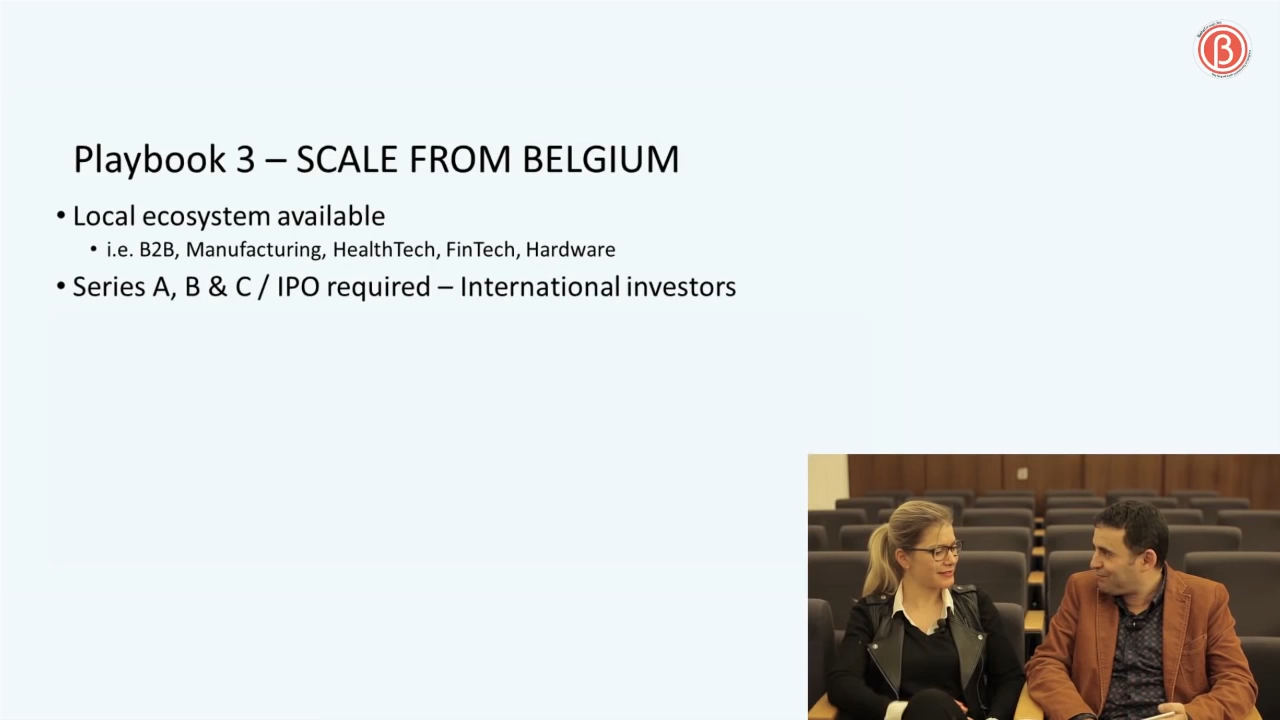 β
Playbook 3 – SCALE FROM BELGIUM
• Local ecosystem available
• i.e. B2B, Manufacturing, HealthTech, FinTech, Hardware
• Series A, B & C / IPO required – International investors